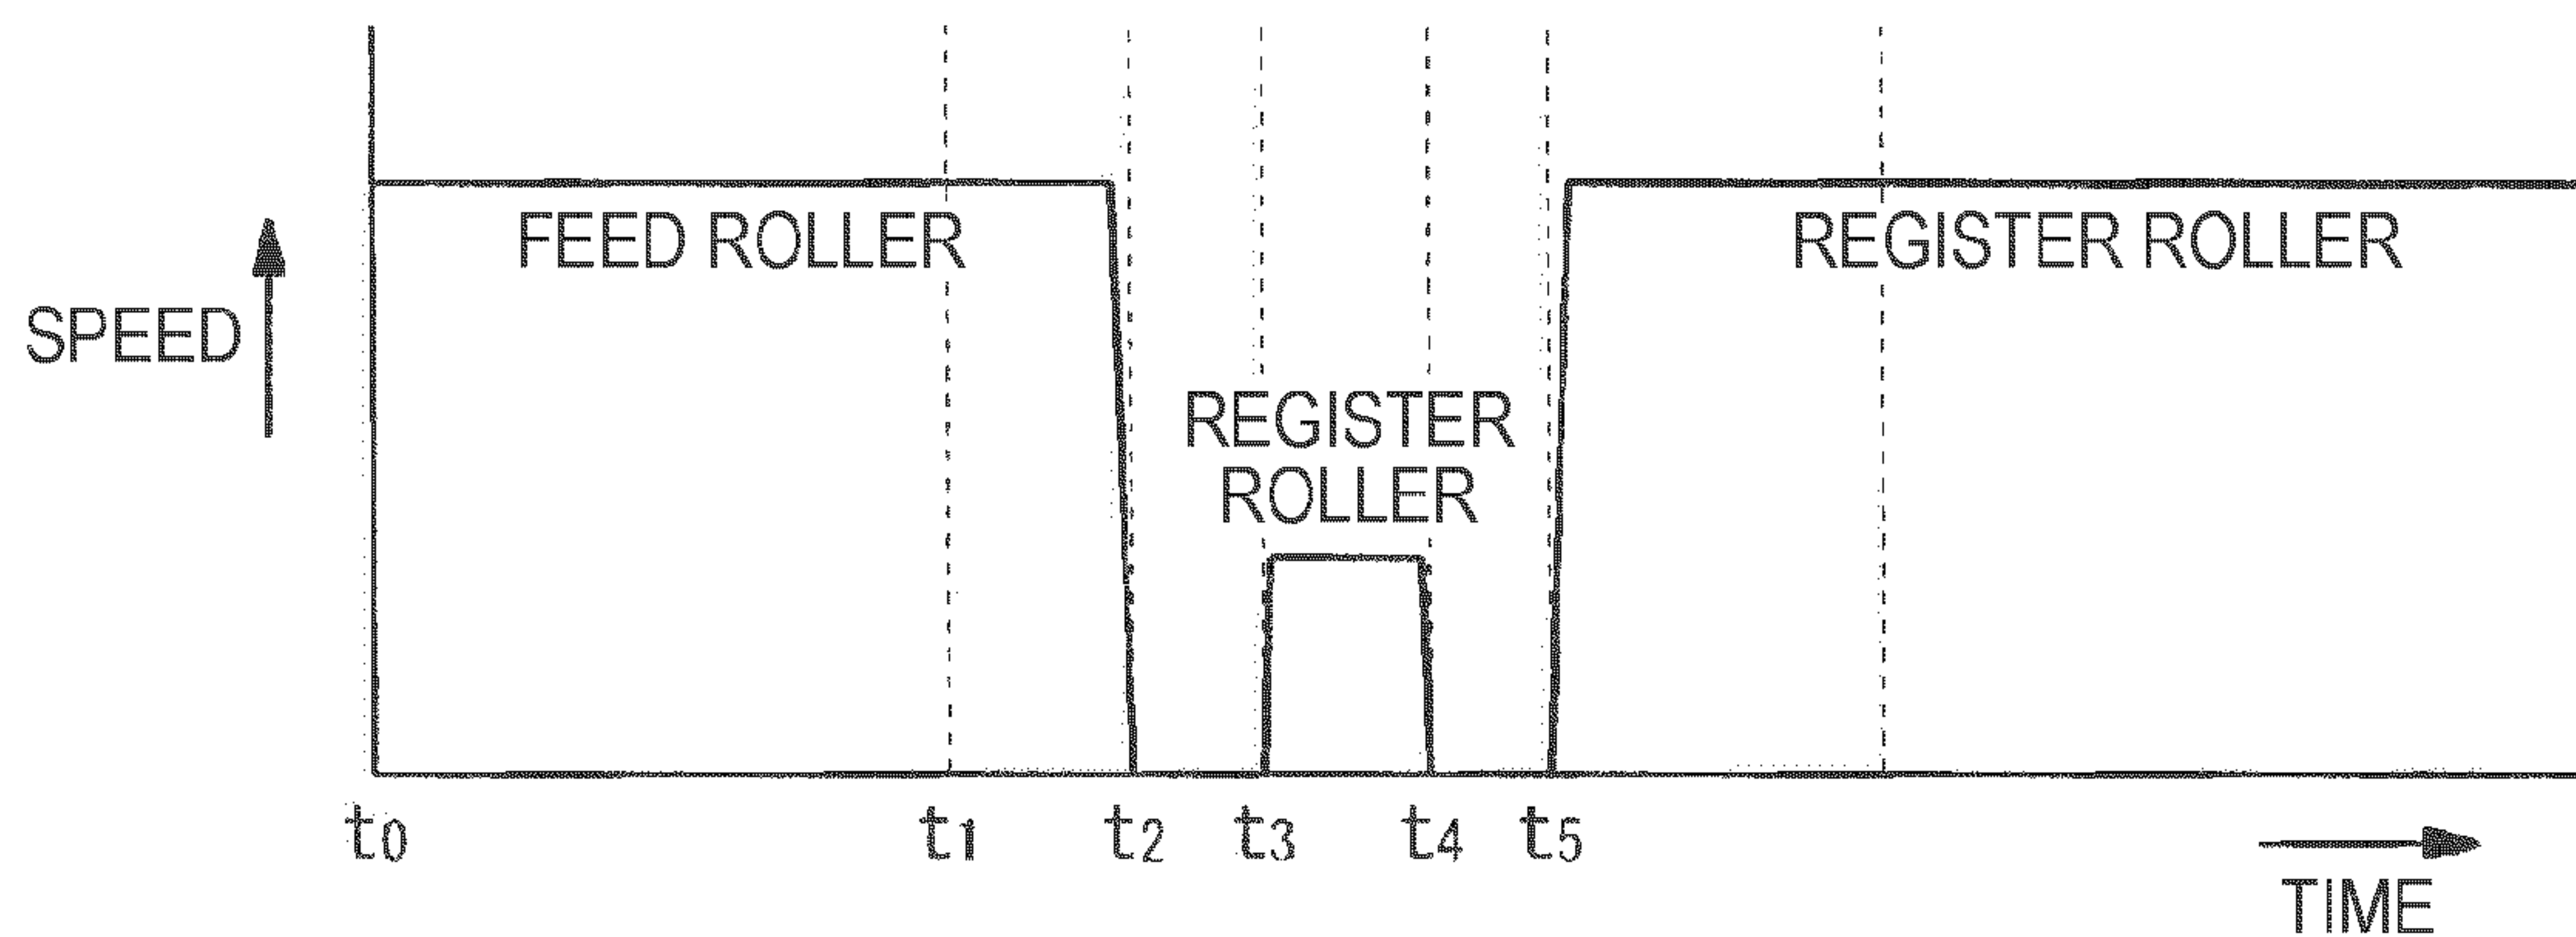 FEED ROLLER
REGISTER ROLLER
SPEED
REGISTER
ROLLER
t0 t1 t2 t3 t4 t5
TIME